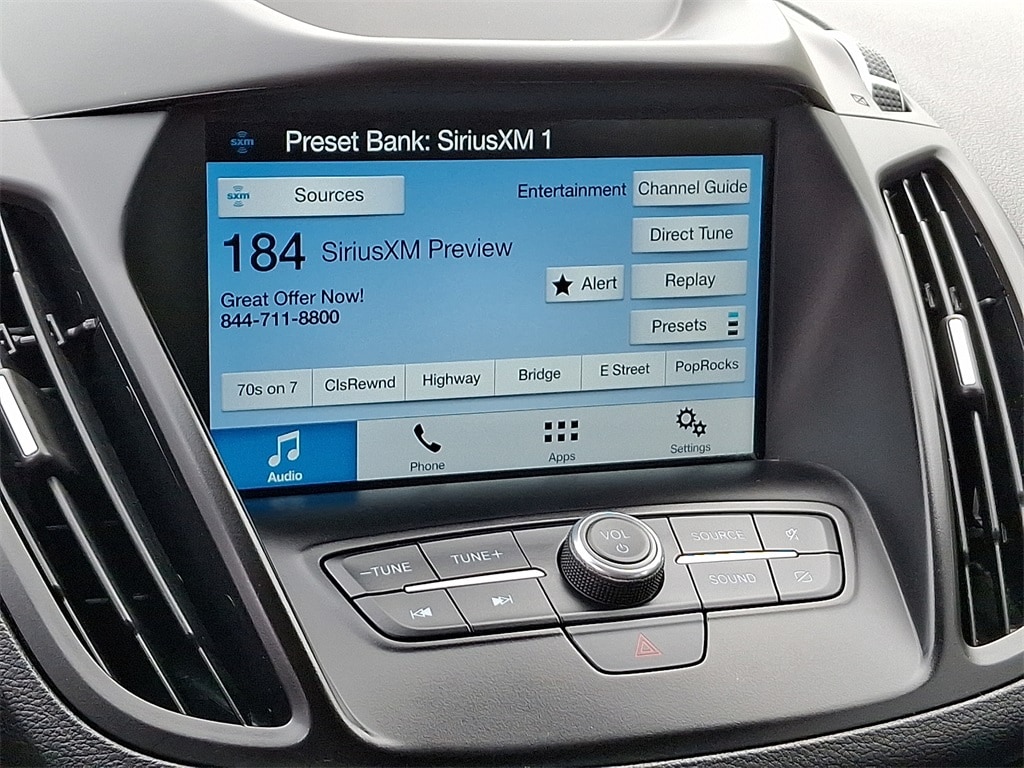 sxm Preset Bank: SiriusXM 1
sxm Sources
Entertainment
Channel Guide
184 SiriusXM Preview
Direct Tune
Great Offer Now!
844-711-8800
Alert
Replay
Presets
70s on 7
ClsRewnd
Highway
Bridge
E Street
PopRocks
Audio
Phone
Apps
Settings
–TUNE
TUNE+
VOL
SOURCE
SOUND